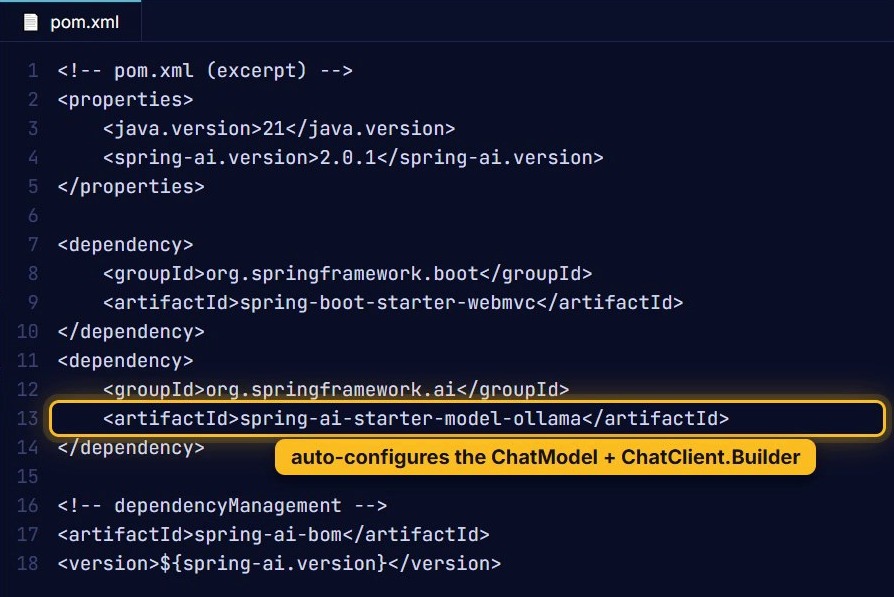 pom.xml
1 <!-- pom.xml (excerpt) -->
2 <properties>
3     <java.version>21</java.version>
4     <spring-ai.version>2.0.1</spring-ai.version>
5 </properties>
6
7 <dependency>
8     <groupId>org.springframework.boot</groupId>
9     <artifactId>spring-boot-starter-webmvc</artifactId>
10 </dependency>
11 <dependency>
12     <groupId>org.springframework.ai</groupId>
13     <artifactId>spring-ai-starter-model-ollama</artifactId>
14 </dependency>
auto-configures the ChatModel + ChatClient.Builder
15
16 <!-- dependencyManagement -->
17 <artifactId>spring-ai-bom</artifactId>
18 <version>${spring-ai.version}</version>